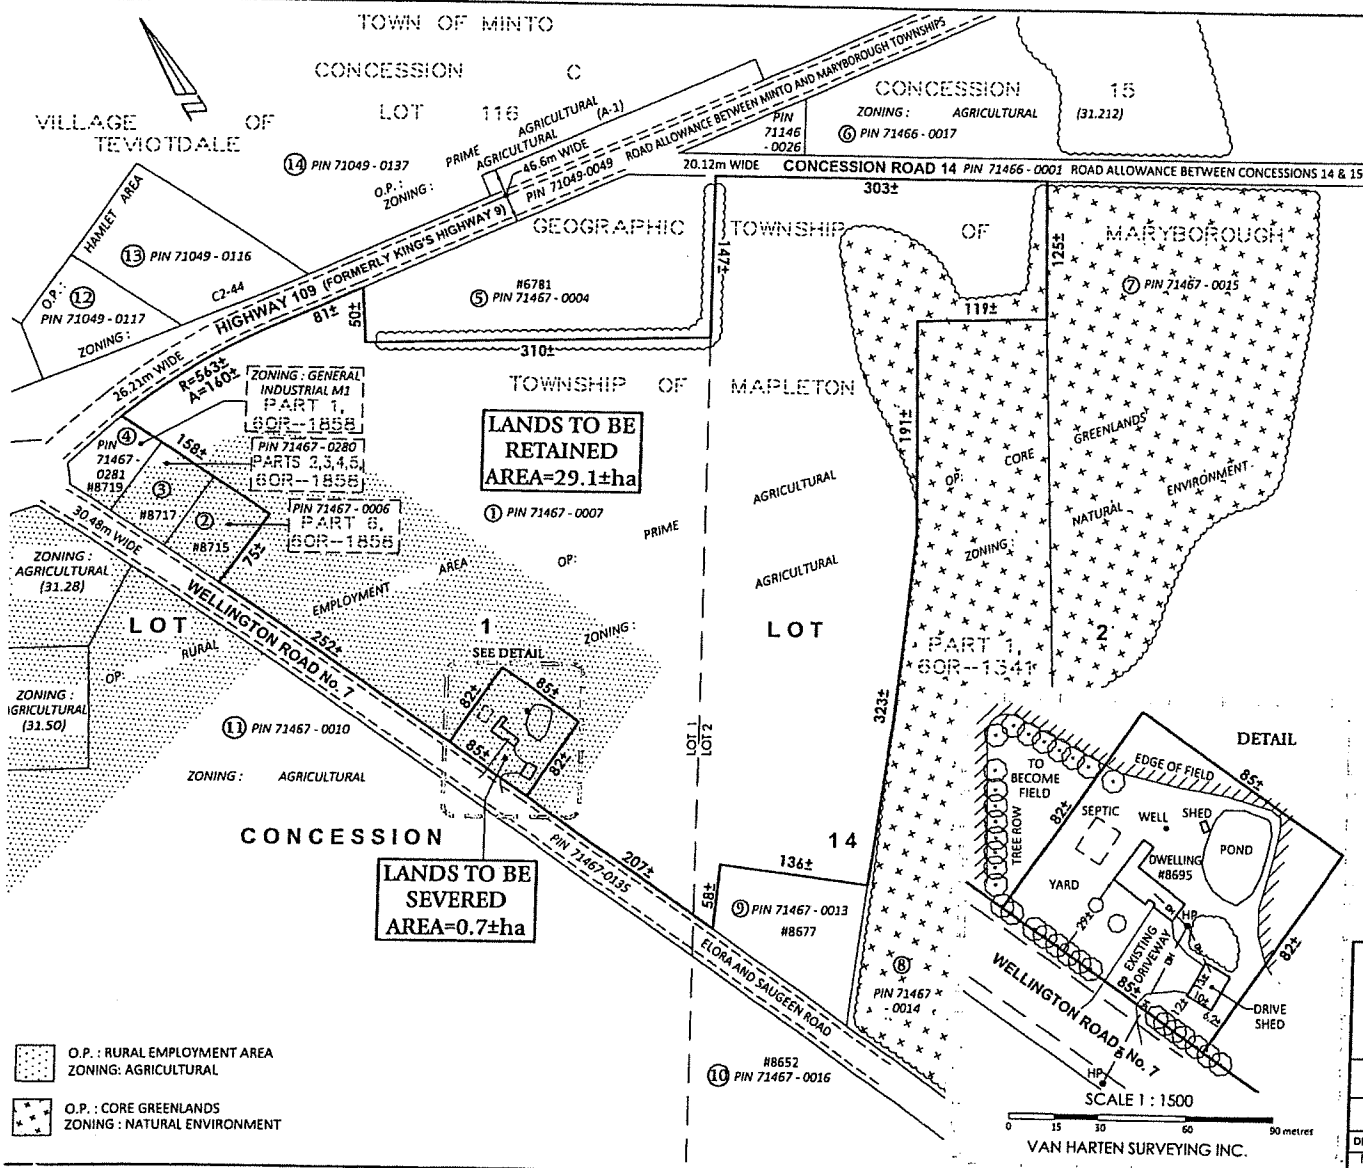 TOWN OF MINTO
CONCESSION C
LOT 116
VILLAGE OF
TEVIOTDALE
PRIME AGRICULTURAL
AGRICULTURAL (A-1)
O.P. :
ZONING :
14 PIN 71049 - 0137
46.6m WIDE
PIN 71049-0049
ROAD ALLOWANCE BETWEEN MINTO AND MARYBOROUGH TOWNSHIPS
CONCESSION 15
ZONING : AGRICULTURAL (31.212)
6 PIN 71466 - 0017
PIN
71146
- 0026
20.12m WIDE CONCESSION ROAD 14 PIN 71466 - 0001 ROAD ALLOWANCE BETWEEN CONCESSIONS 14 & 15
303±
HAMLET AREA
O.P. :
13 PIN 71049 - 0116
12
PIN 71049 - 0117
C2-44
ZONING :
HIGHWAY 109 (FORMERLY KING'S HIGHWAY 9)
26.21m WIDE
R=563±
A=160±
81±
50±
GEOGRAPHIC TOWNSHIP OF MARYBOROUGH
#6781
5 PIN 71467 - 0004
147±
125±
310±
119±
7 PIN 71467 - 0015
TOWNSHIP OF MAPLETON
ZONING : GENERAL
INDUSTRIAL M1
PART 1,
60R--1858
PIN 71467 - 0280
PARTS 2,3,4,5,
60R--1858
PIN 71467 - 0006
PART 6,
60R--1858
LANDS TO BE
RETAINED
AREA=29.1±ha
1 PIN 71467 - 0007
4
PIN
71467 -
0281
#8719
158±
3
#8717
2
#8715
75±
191±
OP: CORE GREENLANDS
ZONING : NATURAL ENVIRONMENT
OP: PRIME AGRICULTURAL
ZONING : AGRICULTURAL
30.48m WIDE
ZONING :
AGRICULTURAL
(31.28)
WELLINGTON ROAD No. 7
OP: RURAL EMPLOYMENT AREA
LOT 1
LOT 2
252±
SEE DETAIL
82±
85±
85±
82±
ZONING :
AGRICULTURAL
(31.50)
11 PIN 71467 - 0010
ZONING : AGRICULTURAL
LOT 1
LOT 2
PART 1,
60R--1341
323±
CONCESSION 14
LANDS TO BE
SEVERED
AREA=0.7±ha
PIN 71467-0135
207±
136±
58±
9 PIN 71467 - 0013
#8677
ELORA AND SAUGEEN ROAD
8
PIN 71467
- 0014
#8652
10 PIN 71467 - 0016
DETAIL
TO
BECOME
FIELD
EDGE OF FIELD
85±
82±
TREE ROW
SEPTIC
WELL
SHED
POND
DWELLING
#8695
YARD
29±
HP
DH
DH
EXISTING
DRIVEWAY
85±
82±
13±
10±
6.2±
12±
DRIVE
SHED
WELLINGTON ROAD No. 7
HP
SCALE 1 : 1500
0 15 30 60 90 metres
VAN HARTEN SURVEYING INC.
O.P. : RURAL EMPLOYMENT AREA
ZONING: AGRICULTURAL
O.P. : CORE GREENLANDS
ZONING : NATURAL ENVIRONMENT